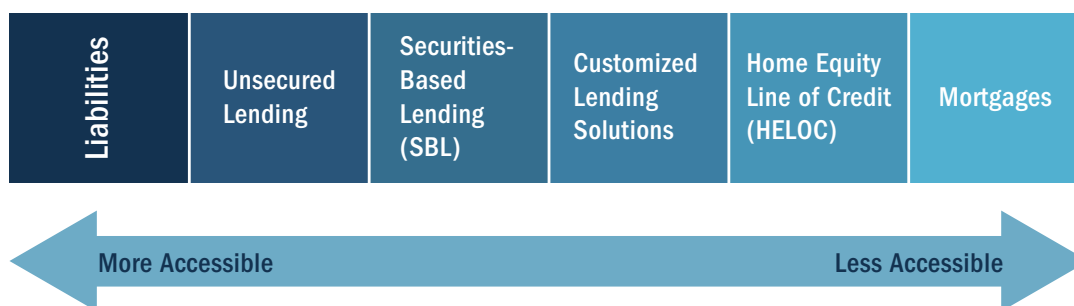 Liabilities
Unsecured
Lending
Securities-
Based
Lending
(SBL)
Customized
Lending
Solutions
Home Equity
Line of Credit
(HELOC)
Mortgages
More Accessible
Less Accessible